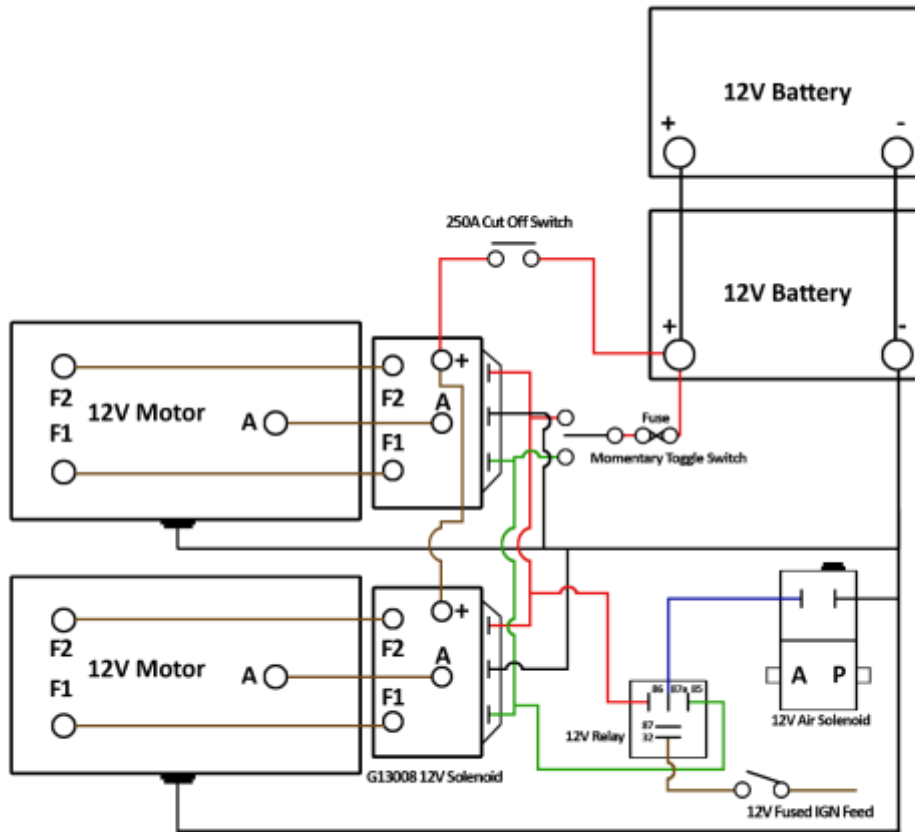 12V Battery
+
-
12V Battery
+
-
250A Cut Off Switch
12V Motor
F2
F1
A
+
F2
A
F1
Fuse
Momentary Toggle Switch
12V Motor
F2
F1
A
+
F2
A
F1
G13008 12V Solenoid
86 87a 85
87
32
12V Relay
A P
12V Air Solenoid
12V Fused IGN Feed